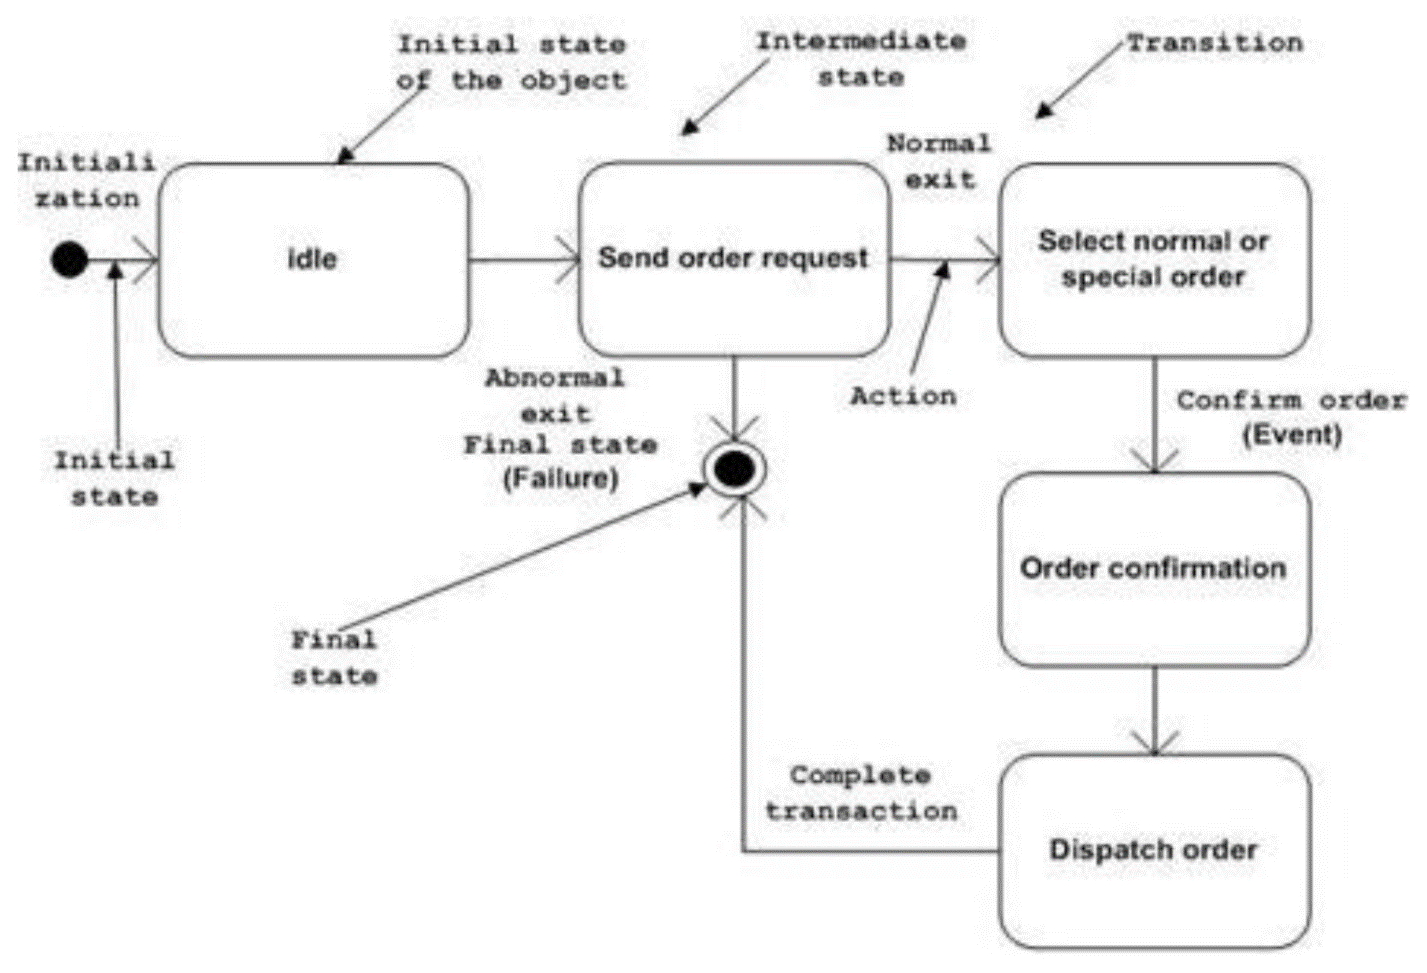 Initial state
of the object
Intermediate
state
Transition
Initiali
zation
Normal
exit
idle
Send order request
Select normal or
special order
Abnormal
exit
Final state
(Failure)
Action
Confirm order
(Event)
Initial
state
Order confirmation
Final
state
Complete
transaction
Dispatch order